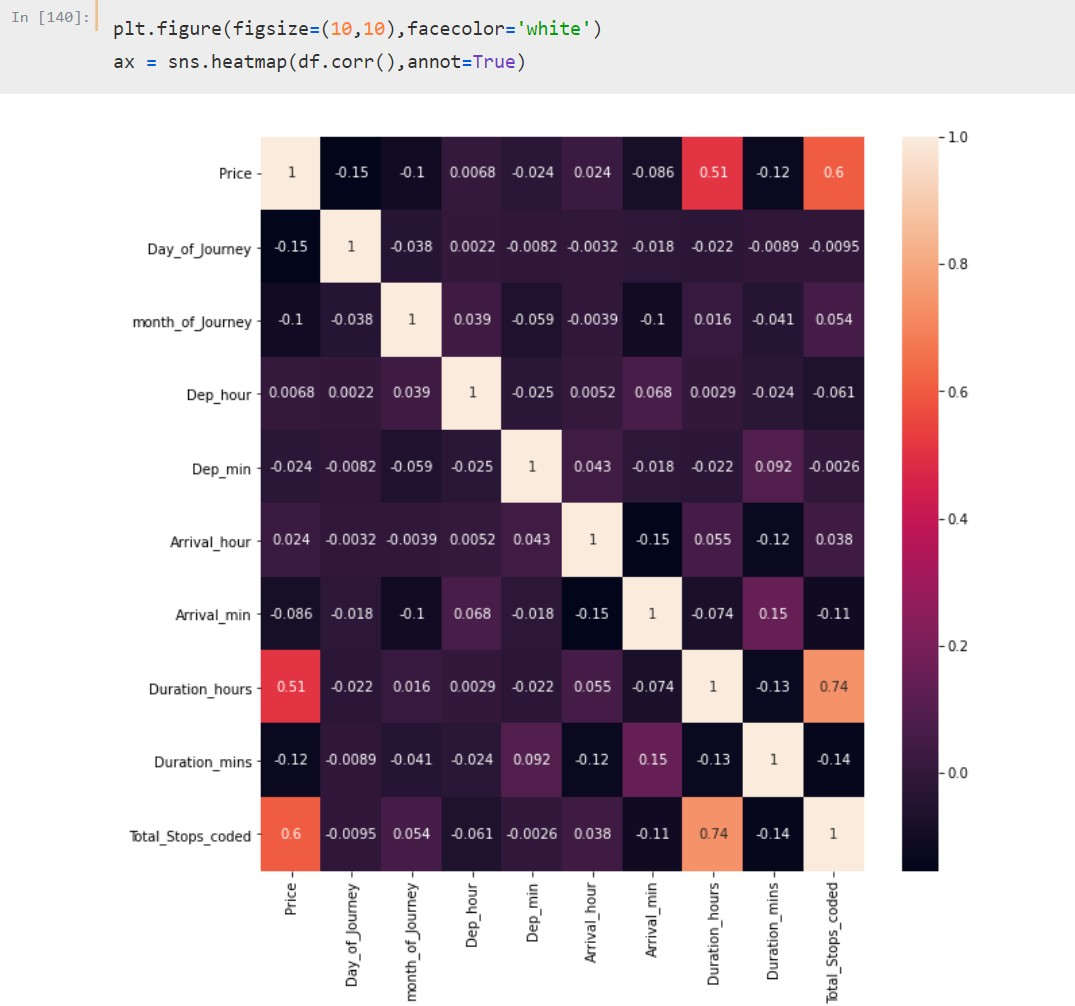 In [140]:
plt.figure(figsize=(10,10),facecolor='white')
ax = sns.heatmap(df.corr(),annot=True)
Price 1 -0.15 -0.1 0.0068 -0.024 0.024 -0.086 0.51 -0.12 0.6
Day_of_Journey -0.15 1 -0.038 0.0022 -0.0082 -0.0032 -0.018 -0.022 -0.0089 -0.0095
month_of_Journey -0.1 -0.038 1 0.039 -0.059 -0.0039 -0.1 0.016 -0.041 0.054
Dep_hour 0.0068 0.0022 0.039 1 -0.025 0.0052 0.068 0.0029 -0.024 -0.061
Dep_min -0.024 -0.0082 -0.059 -0.025 1 0.043 -0.018 -0.022 0.092 -0.0026
Arrival_hour 0.024 -0.0032 -0.0039 0.0052 0.043 1 -0.15 0.055 -0.12 0.038
Arrival_min -0.086 -0.018 -0.1 0.068 -0.018 -0.15 1 -0.074 0.15 -0.11
Duration_hours 0.51 -0.022 0.016 0.0029 -0.022 0.055 -0.074 1 -0.13 0.74
Duration_mins -0.12 -0.0089 -0.041 -0.024 0.092 -0.12 0.15 -0.13 1 -0.14
Total_Stops_coded 0.6 -0.0095 0.054 -0.061 -0.0026 0.038 -0.11 0.74 -0.14 1
Price
Day_of_Journey
month_of_Journey
Dep_hour
Dep_min
Arrival_hour
Arrival_min
Duration_hours
Duration_mins
Total_Stops_coded
1.0
0.8
0.6
0.4
0.2
0.0